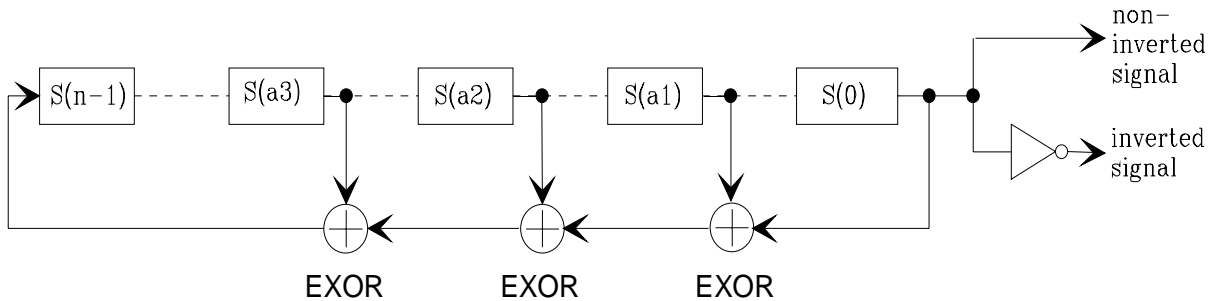 non-
inverted
signal
S(n-1)
S(a3)
S(a2)
S(a1)
S(0)
inverted
signal
EXOR
EXOR
EXOR